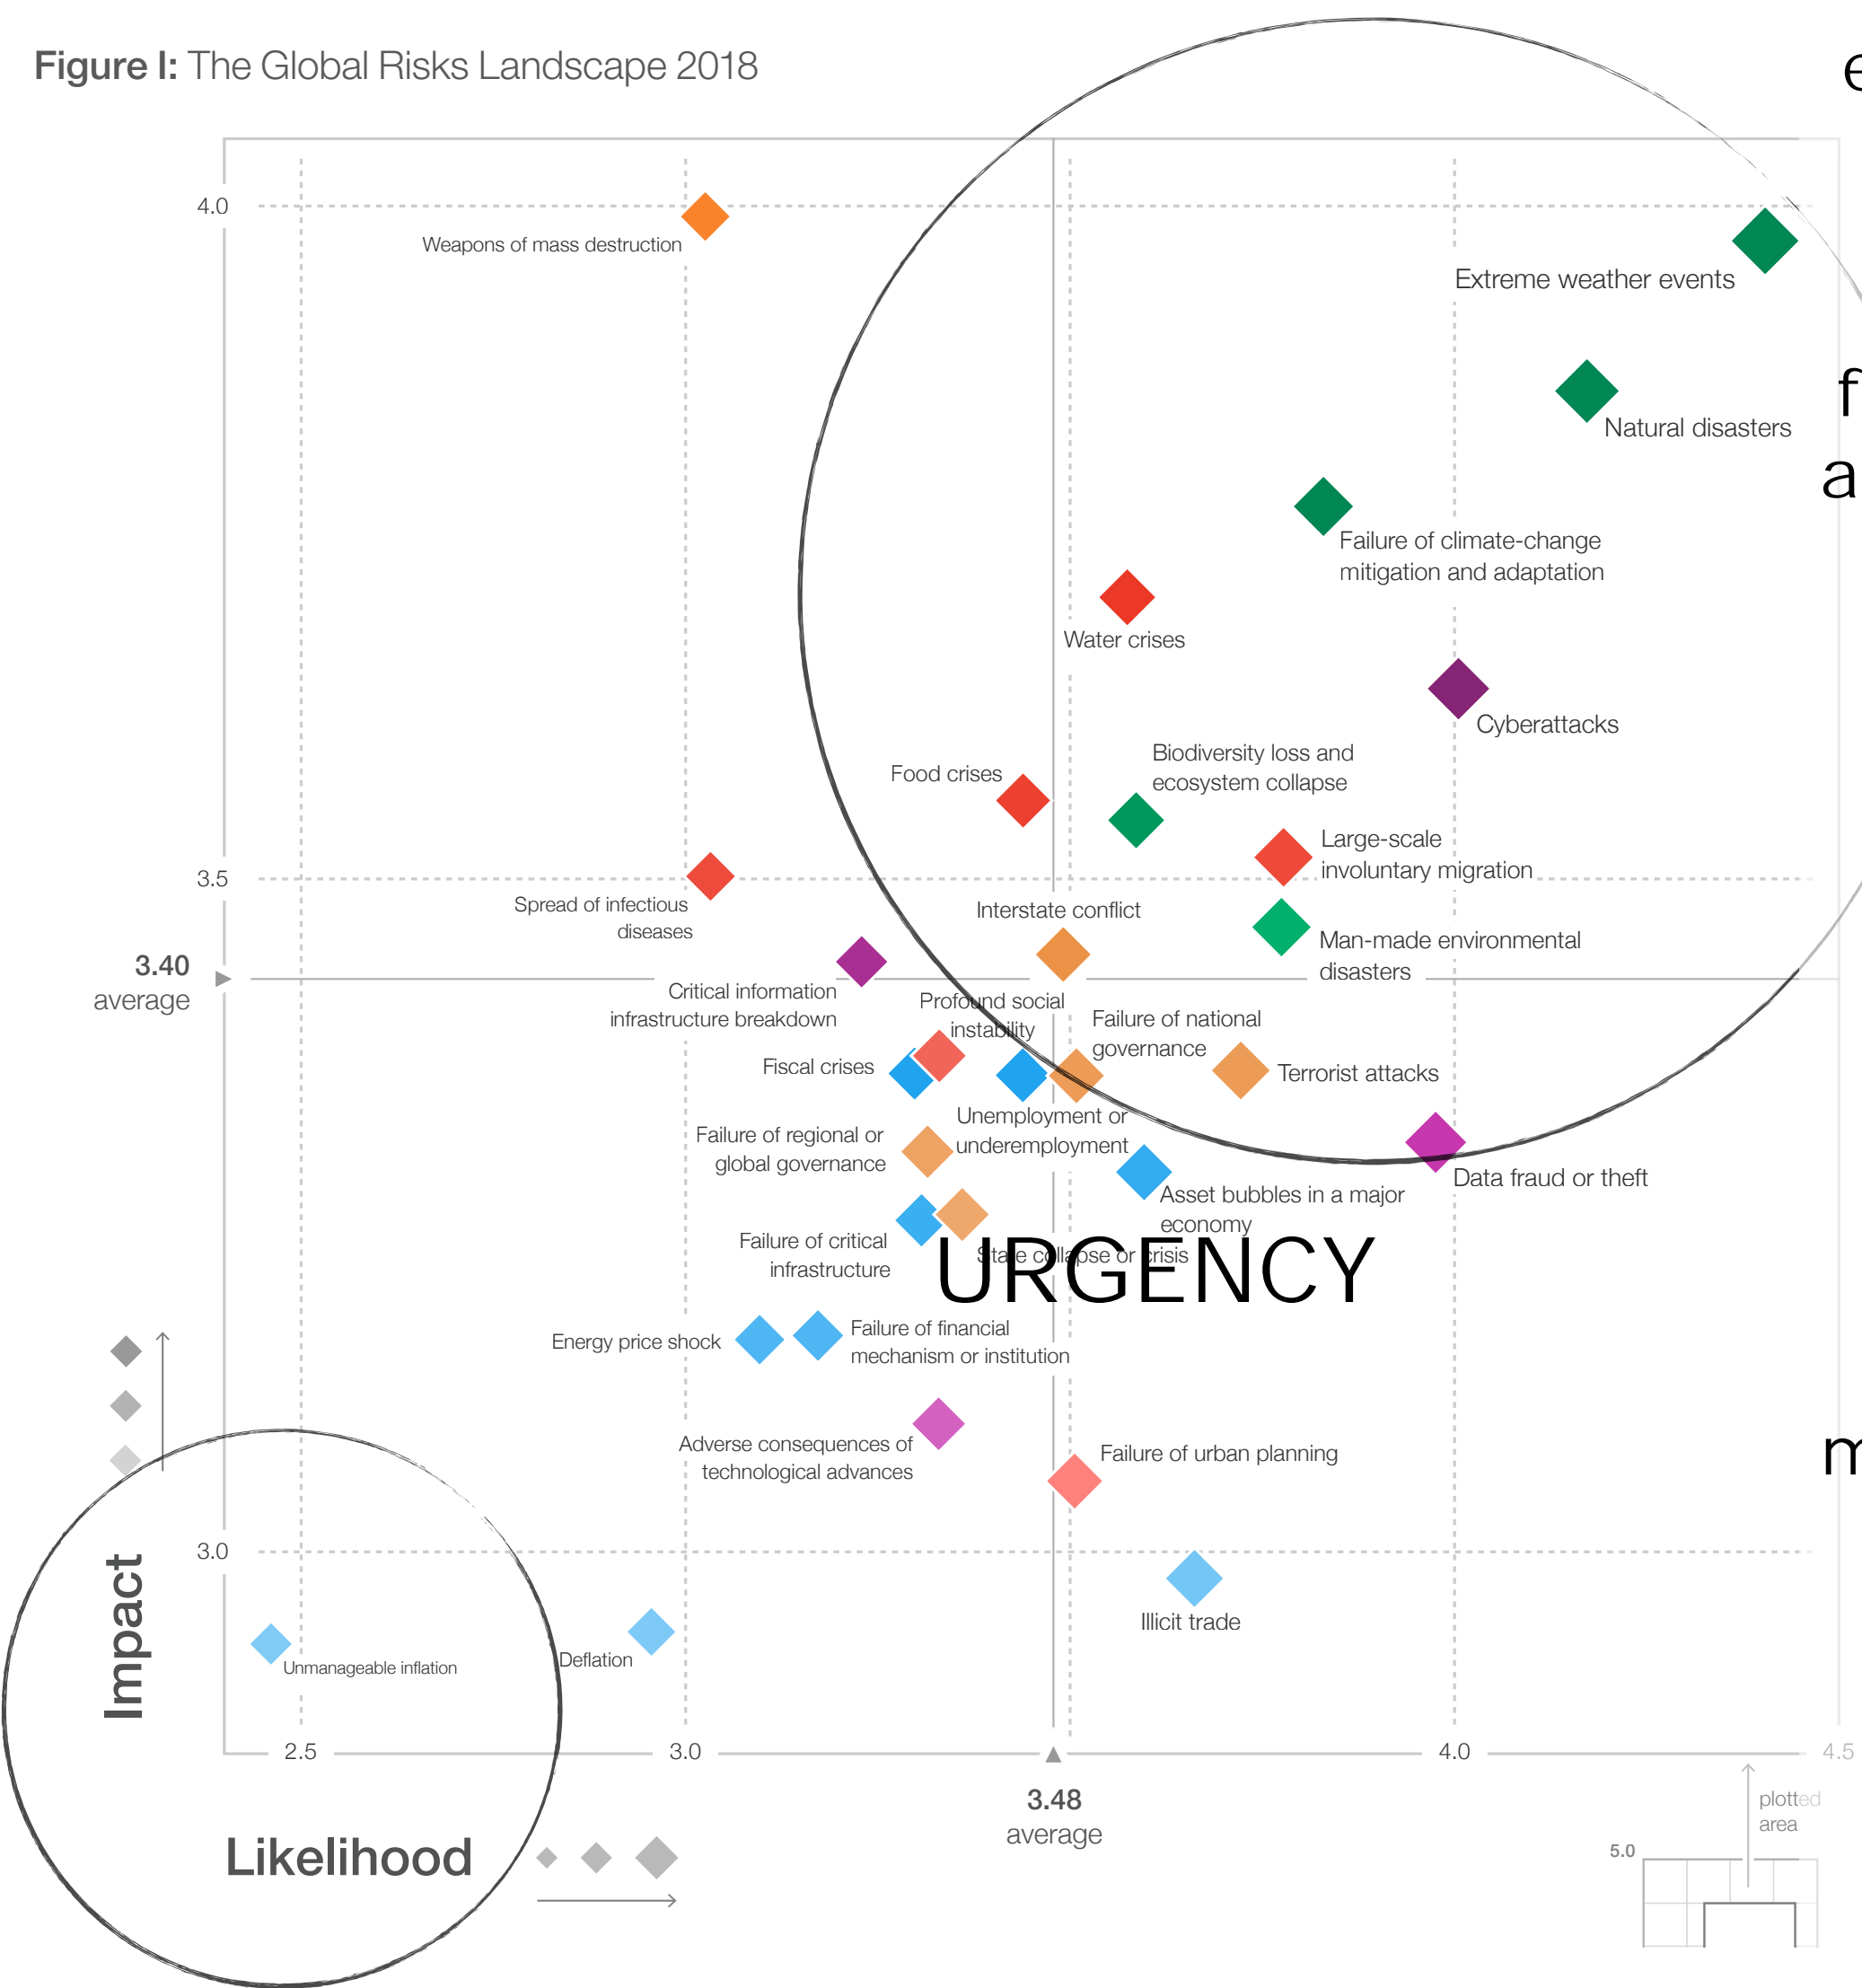 Figure I: The Global Risks Landscape 2018
e
4.0
Weapons of mass destruction
Extreme weather events
f
Natural disasters
a
Failure of climate-change
mitigation and adaptation
Water crises
Cyberattacks
Biodiversity loss and
ecosystem collapse
Food crises
Large-scale
involuntary migration
3.5
Spread of infectious
diseases
Interstate conflict
Man-made environmental
disasters
3.40
average
Critical information
infrastructure breakdown
Profound social
instability
Failure of national
governance
Fiscal crises
Terrorist attacks
Unemployment or
underemployment
Failure of regional or
global governance
Data fraud or theft
Asset bubbles in a major
economy
Failure of critical
infrastructure
State collapse or crisis
URGENCY
Energy price shock
Failure of financial
mechanism or institution
Adverse consequences of
technological advances
Failure of urban planning
m
3.0
Impact
Illicit trade
Unmanageable inflation
Deflation
2.5
3.0
4.0
4.5
3.48
average
plotted
area
Likelihood
5.0